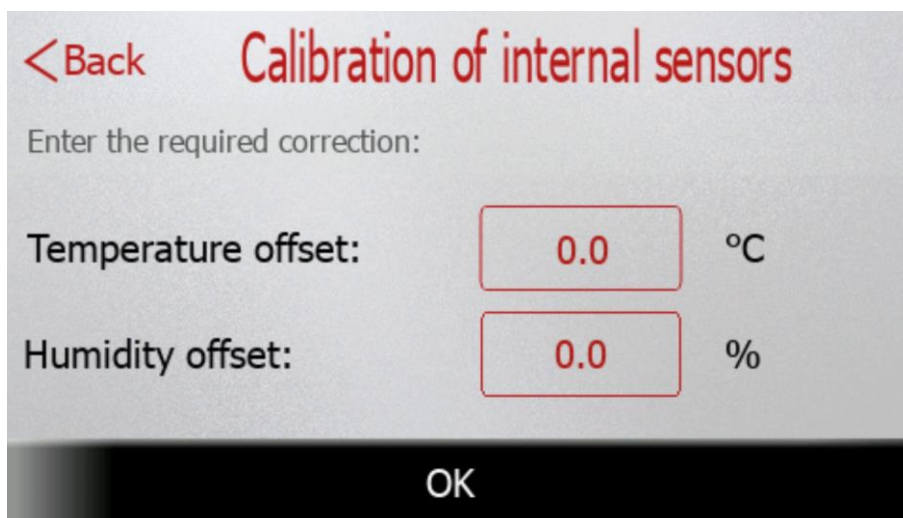 <Back Calibration of internal sensors
Enter the required correction:
Temperature offset: 0.0 °C
Humidity offset: 0.0 %
OK